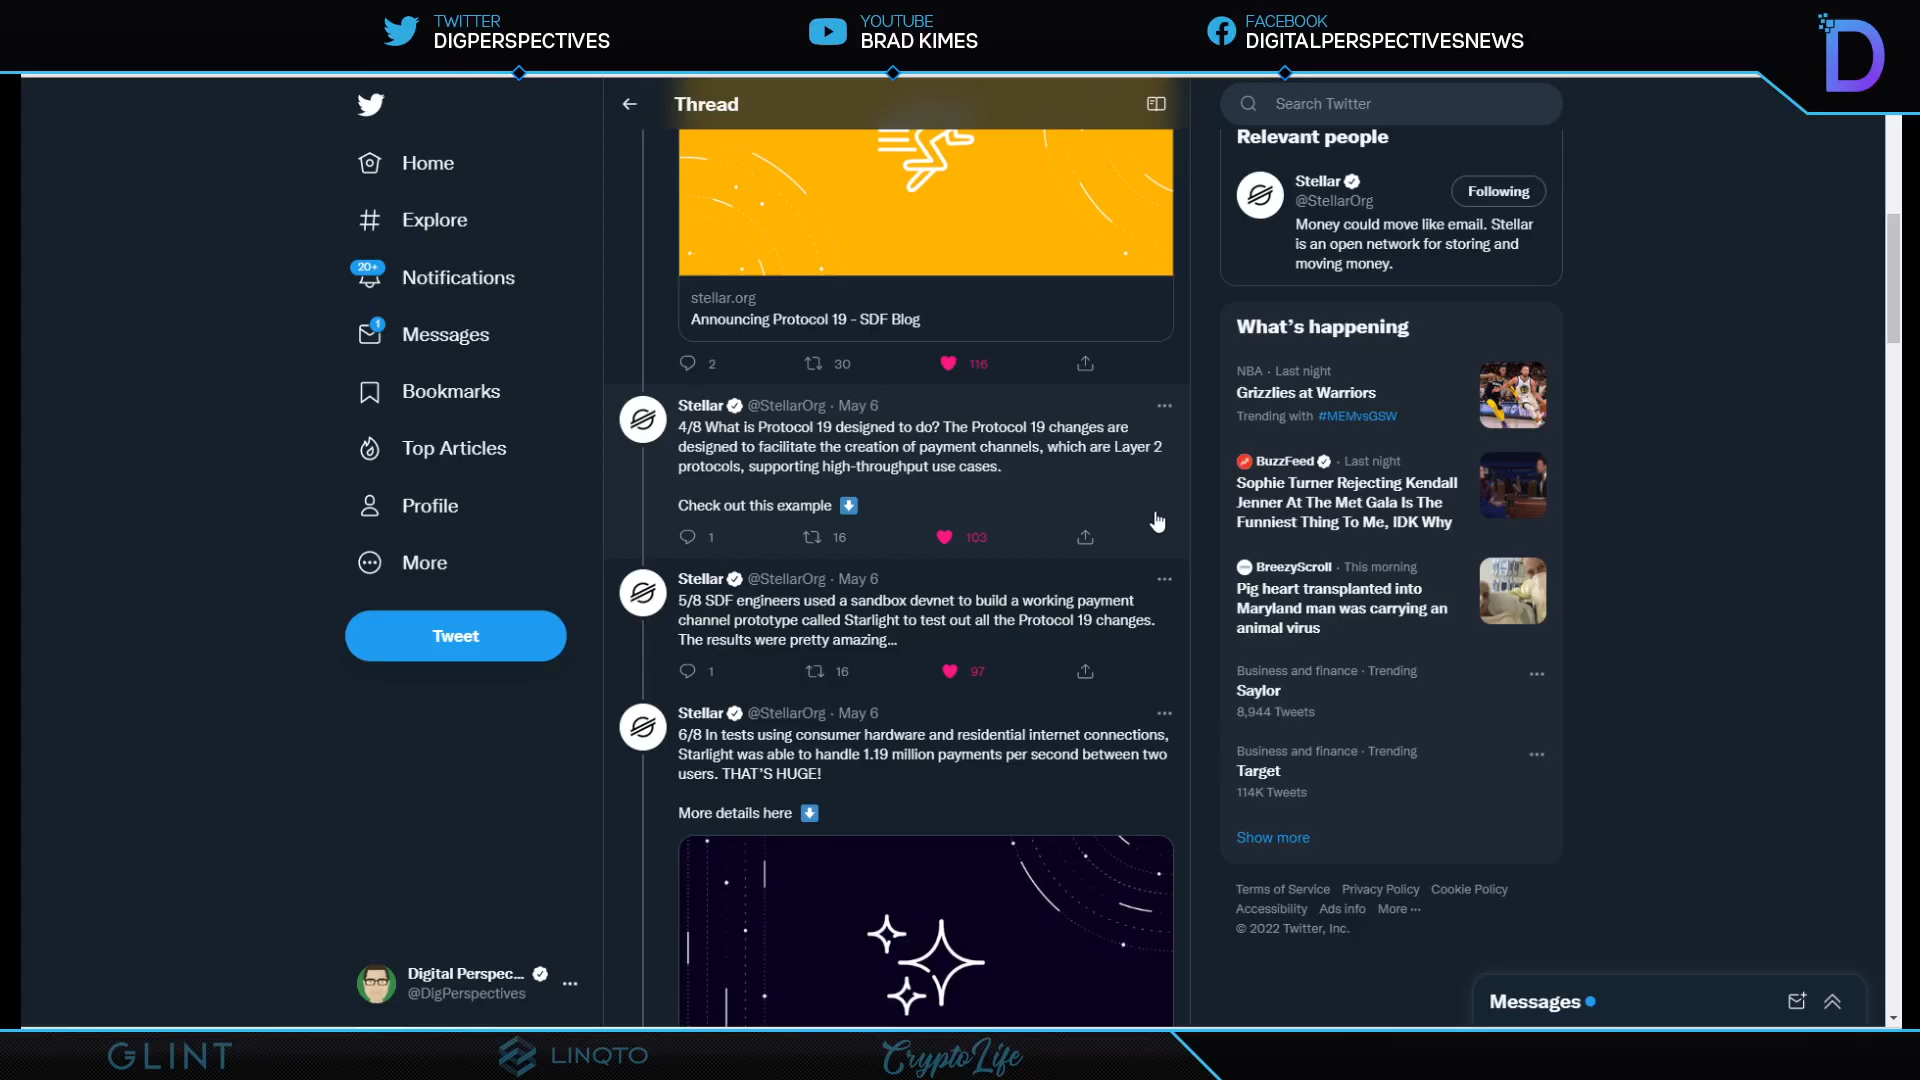 TWITTER
DIGPERSPECTIVES
YOUTUBE
BRAD KIMES
FACEBOOK
DIGITALPERSPECTIVESNEWS
D
Home
Explore
20+
Notifications
1
Messages
Bookmarks
Top Articles
Profile
More
Tweet
Digital Perspec...
@DigPerspectives
Thread
stellar.org
Announcing Protocol 19 - SDF Blog
2 30 116
Stellar @StellarOrg · May 6
4/8 What is Protocol 19 designed to do? The Protocol 19 changes are
designed to facilitate the creation of payment channels, which are Layer 2
protocols, supporting high-throughput use cases.
Check out this example
1 16 103
Stellar @StellarOrg · May 6
5/8 SDF engineers used a sandbox devnet to build a working payment
channel prototype called Starlight to test out all the Protocol 19 changes.
The results were pretty amazing...
1 16 97
Stellar @StellarOrg · May 6
6/8 In tests using consumer hardware and residential internet connections,
Starlight was able to handle 1.19 million payments per second between two
users. THAT'S HUGE!
More details here
Search Twitter
Relevant people
Stellar
@StellarOrg
Following
Money could move like email. Stellar
is an open network for storing and
moving money.
What's happening
NBA · Last night
Grizzlies at Warriors
Trending with #MEMvsGSW
BuzzFeed · Last night
Sophie Turner Rejecting Kendall
Jenner At The Met Gala Is The
Funniest Thing To Me, IDK Why
BreezyScroll · This morning
Pig heart transplanted into
Maryland man was carrying an
animal virus
Business and finance · Trending
Saylor
8,944 Tweets
Business and finance · Trending
Target
114K Tweets
Show more
Terms of Service Privacy Policy Cookie Policy
Accessibility Ads info More ...
© 2022 Twitter, Inc.
Messages
GLINT
LINQTO
CryptoLife